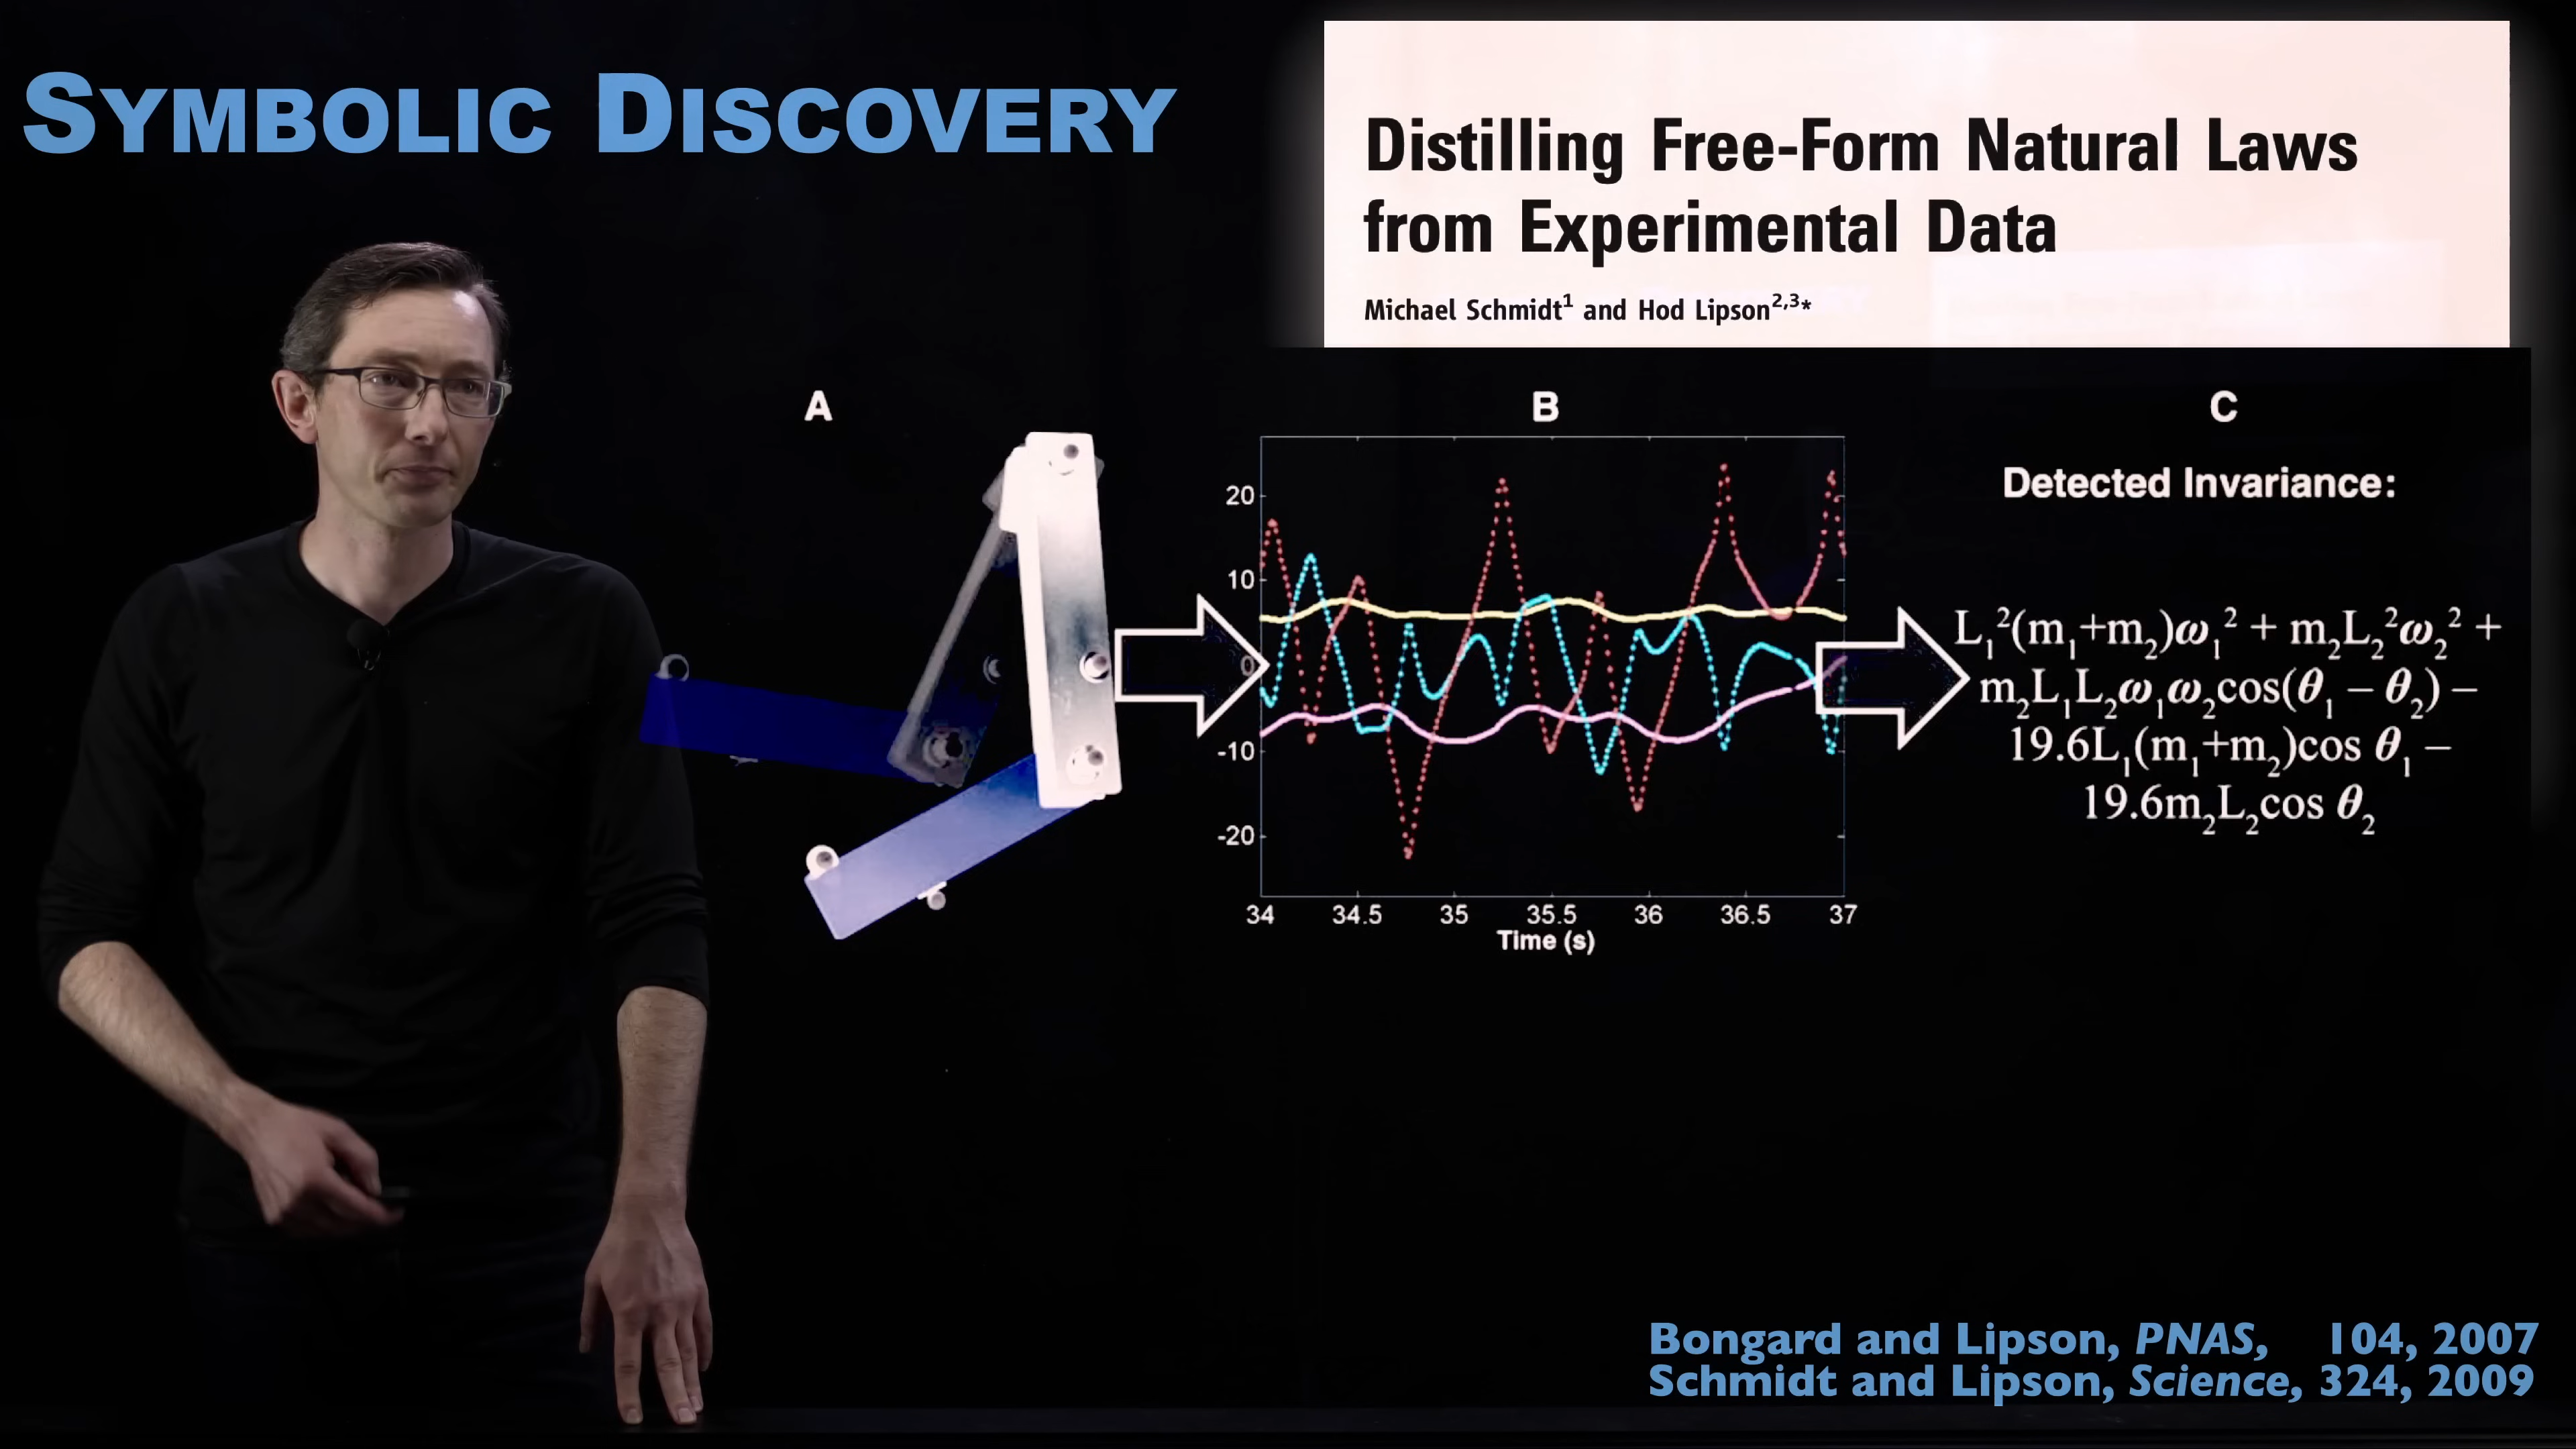 SYMBOLIC DISCOVERY
Distilling Free-Form Natural Laws
from Experimental Data
Michael Schmidt¹ and Hod Lipson²,³*
A
B
C
20
10
0
-10
-20
34 34.5 35 35.5 36 36.5 37
Time (s)
Detected Invariance:
L₁²(m₁+m₂)ω₁² + m₂L₂²ω₂² +
m₂L₁L₂ω₁ω₂cos(θ₁ – θ₂) –
19.6L₁(m₁+m₂)cos θ₁ –
19.6m₂L₂cos θ₂
Bongard and Lipson, PNAS, 104, 2007
Schmidt and Lipson, Science, 324, 2009